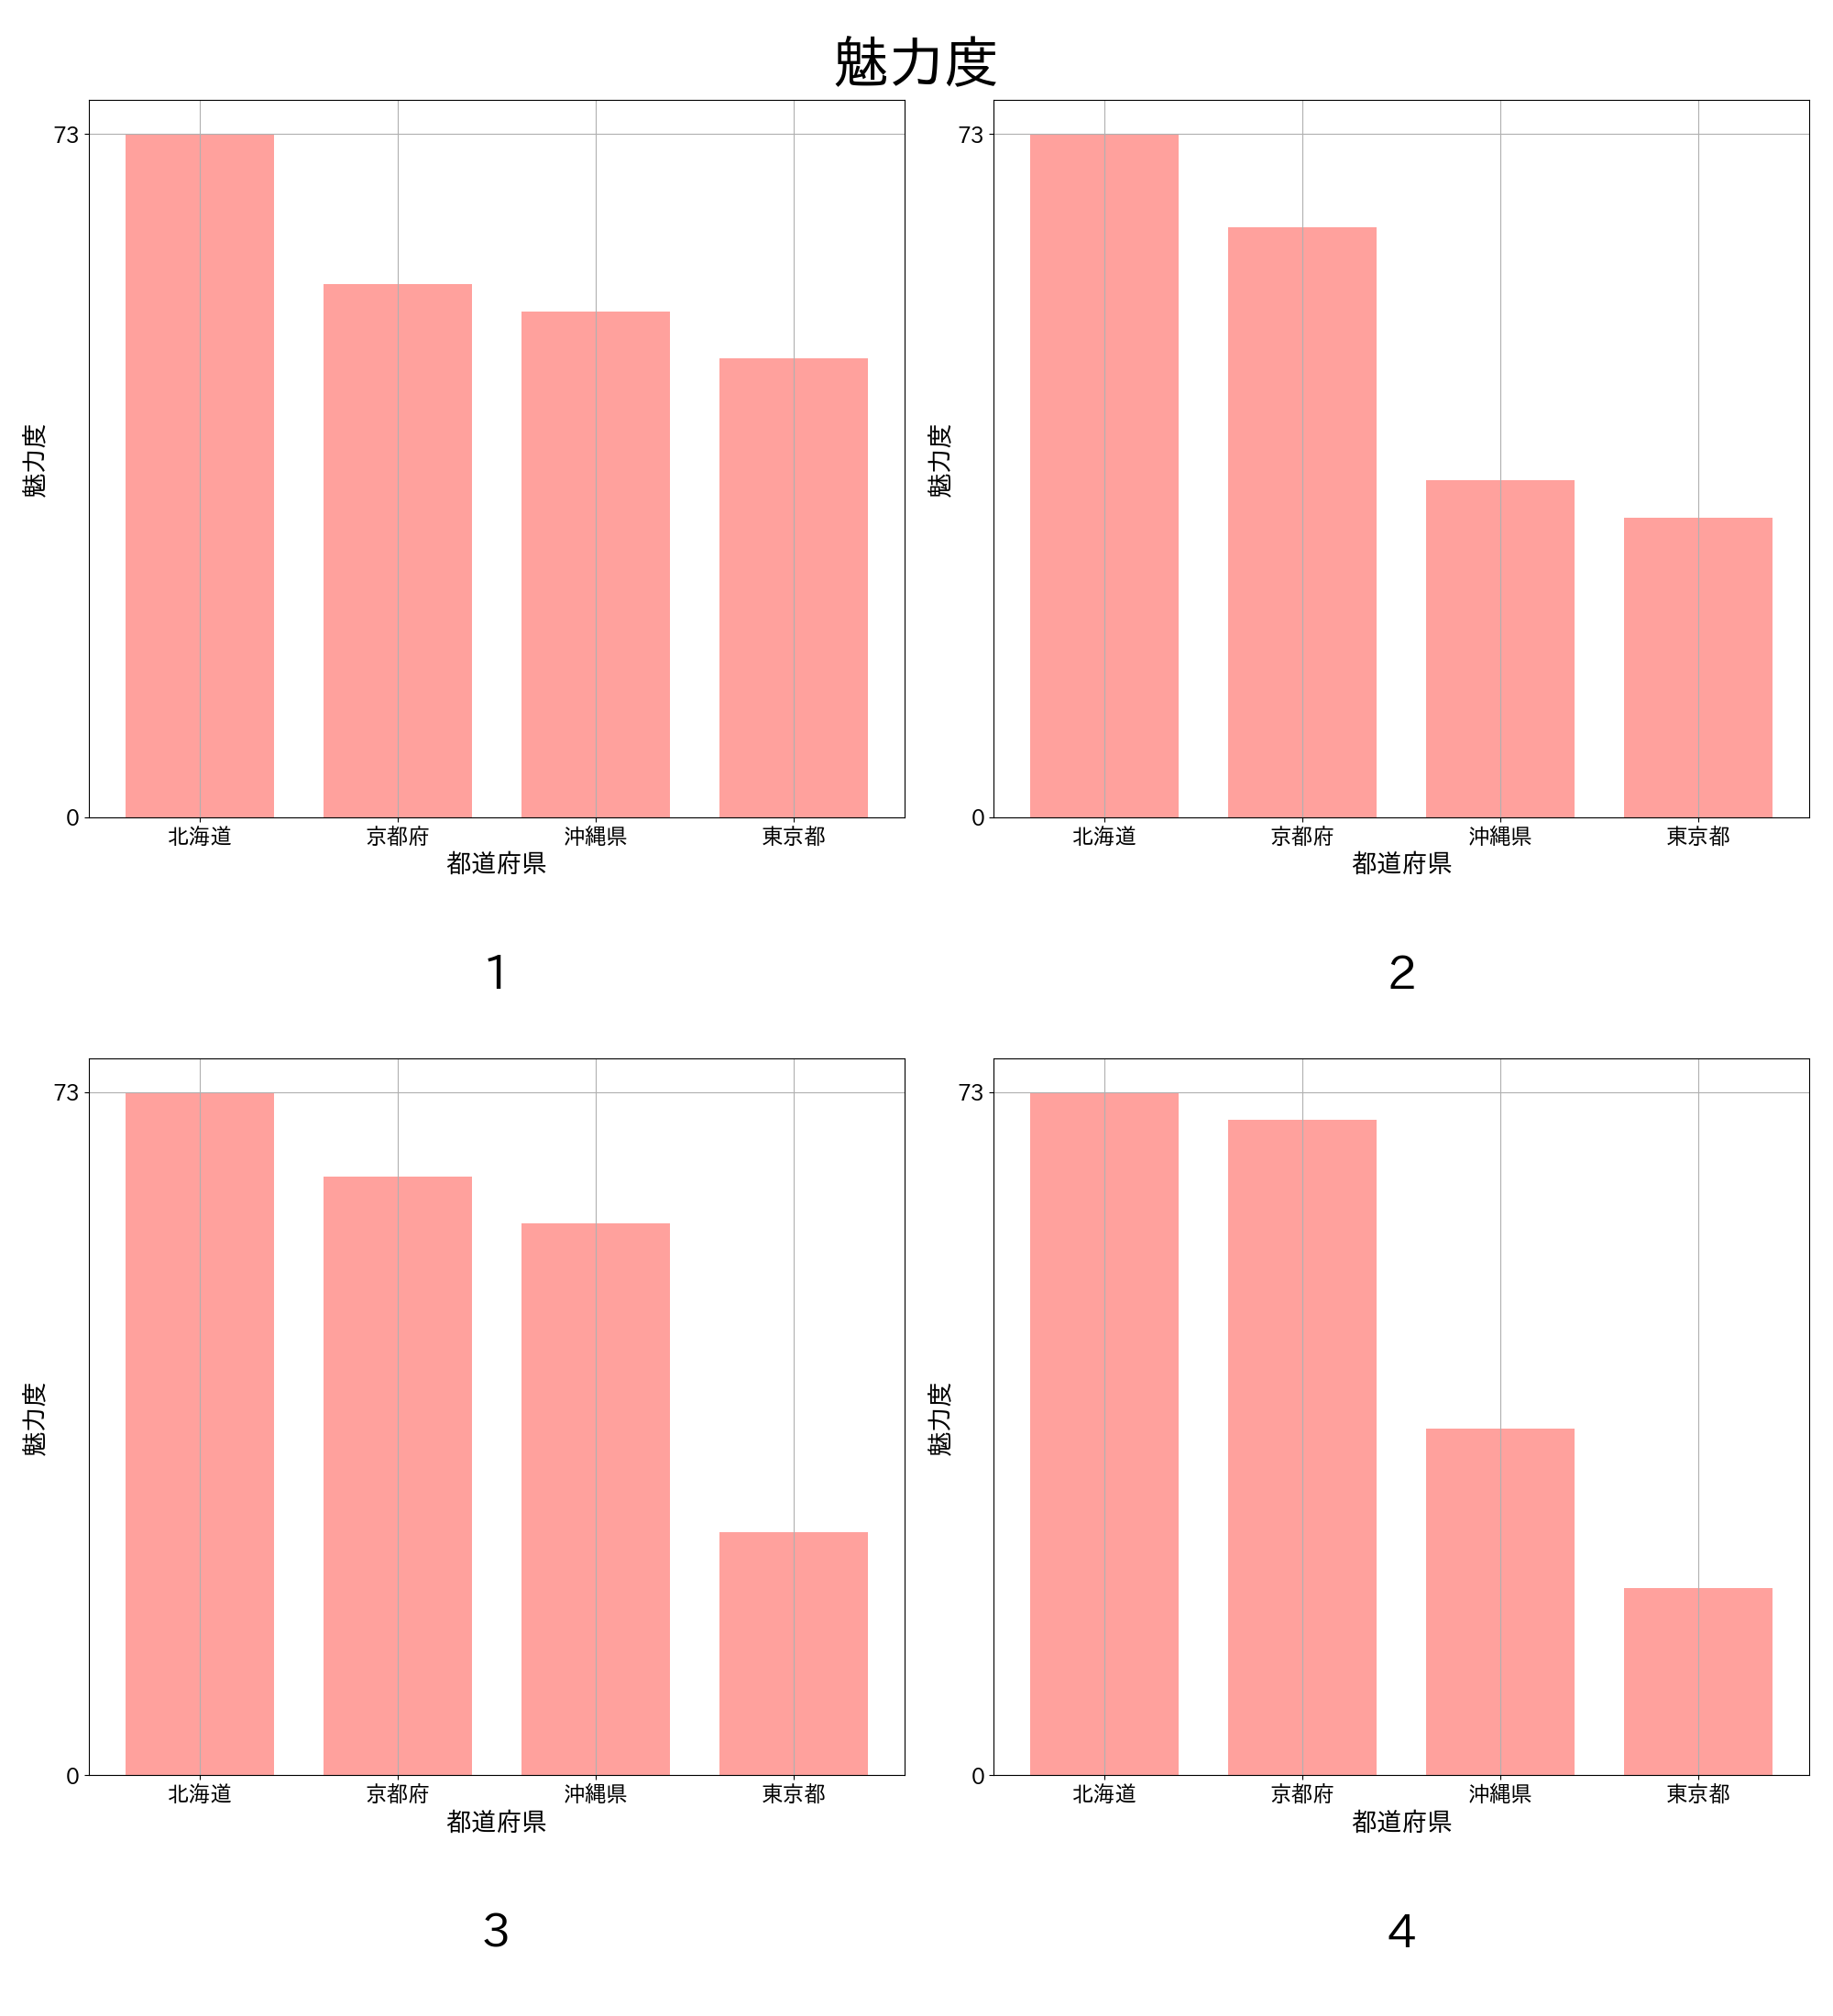 魅力度
73
73
魅力度
魅力度
0
0
北海道 京都府 沖縄県 東京都
北海道 京都府 沖縄県 東京都
都道府県
都道府県
1
2
73
73
魅力度
魅力度
0
0
北海道 京都府 沖縄県 東京都
北海道 京都府 沖縄県 東京都
都道府県
都道府県
3
4